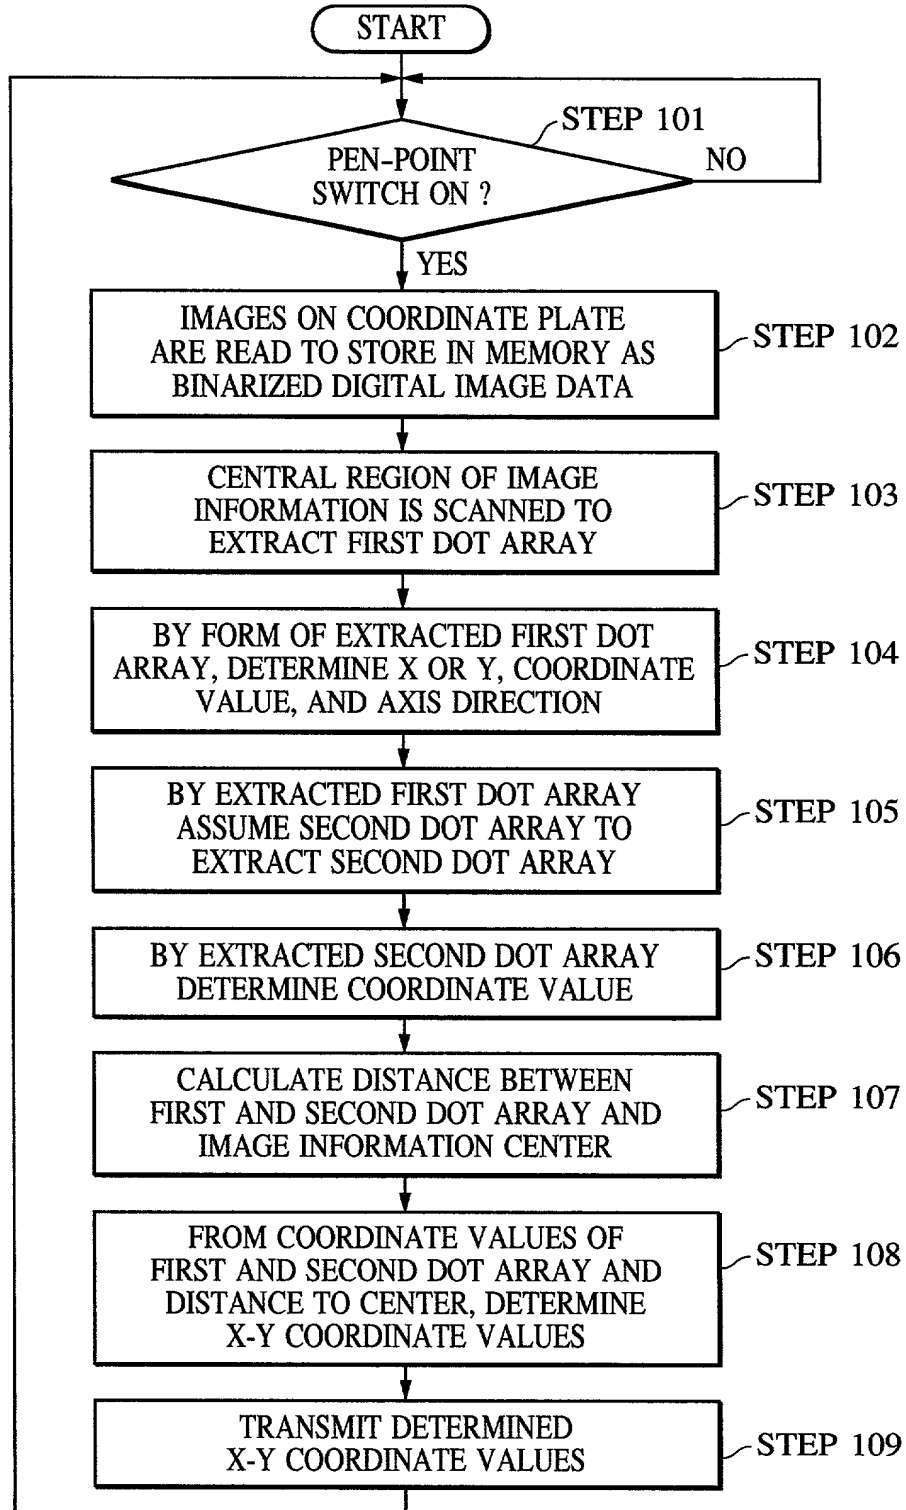 START
STEP 101
PEN-POINT
SWITCH ON ?
NO
YES
IMAGES ON COORDINATE PLATE
ARE READ TO STORE IN MEMORY AS
BINARIZED DIGITAL IMAGE DATA
STEP 102
CENTRAL REGION OF IMAGE
INFORMATION IS SCANNED TO
EXTRACT FIRST DOT ARRAY
STEP 103
BY FORM OF EXTRACTED FIRST DOT
ARRAY, DETERMINE X OR Y, COORDINATE
VALUE, AND AXIS DIRECTION
STEP 104
BY EXTRACTED FIRST DOT ARRAY
ASSUME SECOND DOT ARRAY TO
EXTRACT SECOND DOT ARRAY
STEP 105
BY EXTRACTED SECOND DOT ARRAY
DETERMINE COORDINATE VALUE
STEP 106
CALCULATE DISTANCE BETWEEN
FIRST AND SECOND DOT ARRAY AND
IMAGE INFORMATION CENTER
STEP 107
FROM COORDINATE VALUES OF
FIRST AND SECOND DOT ARRAY AND
DISTANCE TO CENTER, DETERMINE
X-Y COORDINATE VALUES
STEP 108
TRANSMIT DETERMINED
X-Y COORDINATE VALUES
STEP 109